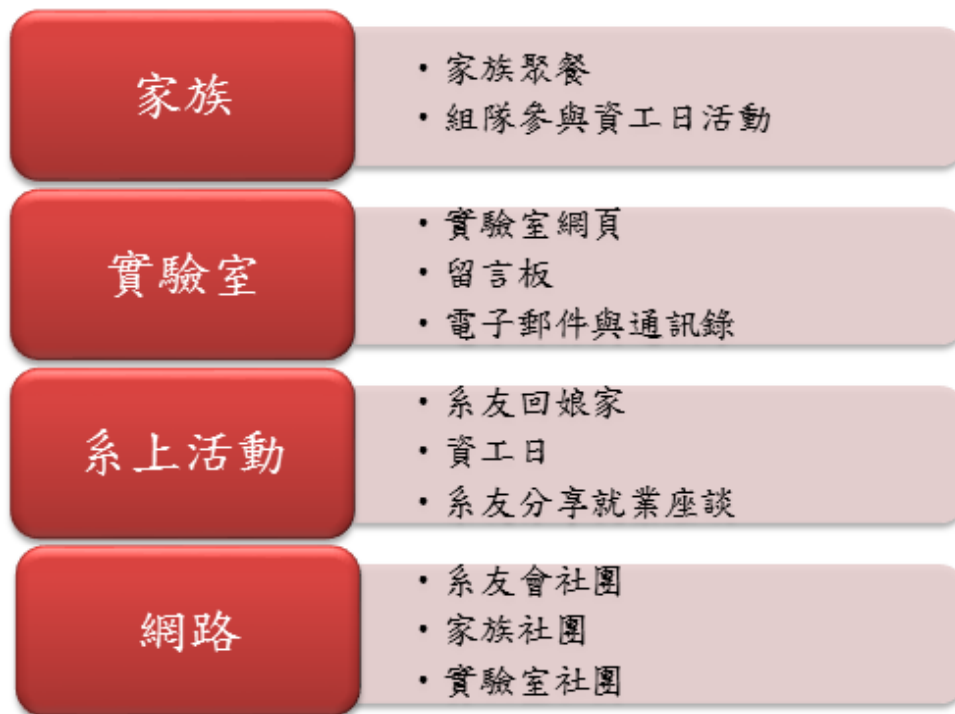 家族
・家族聚餐
・組隊參與資工日活動
實驗室
・實驗室網頁
・留言板
・電子郵件與通訊錄
系上活動
・系友回娘家
・資工日
・系友分享就業座談
網路
・系友會社團
・家族社團
・實驗室社團